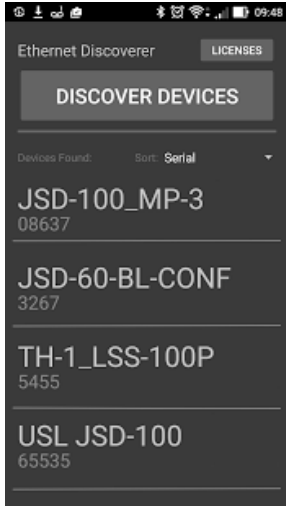 09:48
Ethernet Discoverer LICENSES
DISCOVER DEVICES
Devices Found: Sort: Serial
JSD-100_MP-3
08637
JSD-60-BL-CONF
3267
TH-1_LSS-100P
5455
USL JSD-100
65535